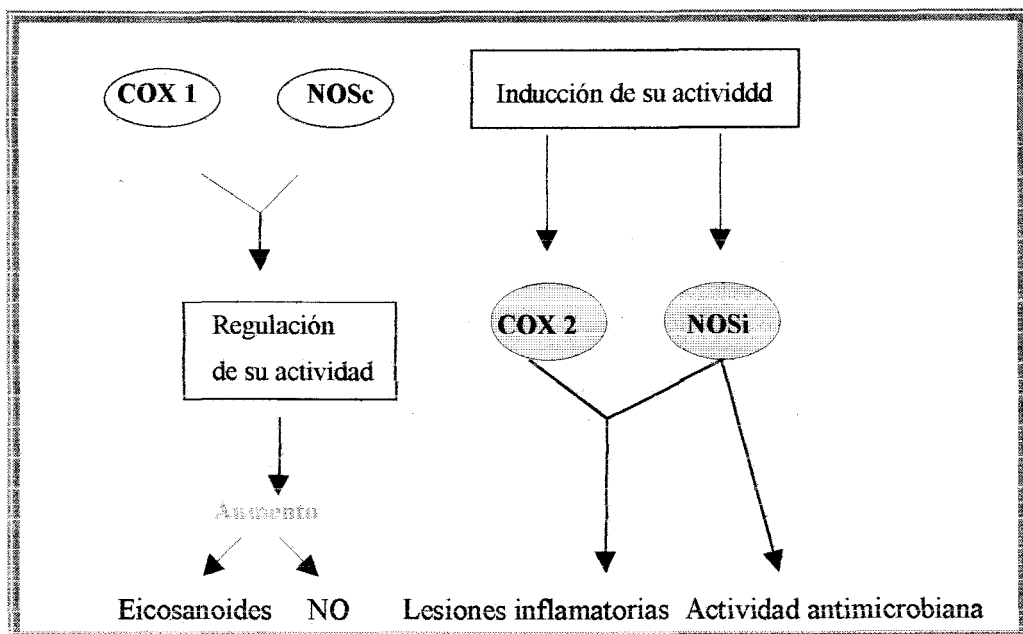 COX 1
NOSc
Inducción de su actividdd
Regulación
de su actividad
COX 2
NOSi
Aumento
Eicosanoides NO
Lesiones inflamatorias
Actividad antimicrobiana